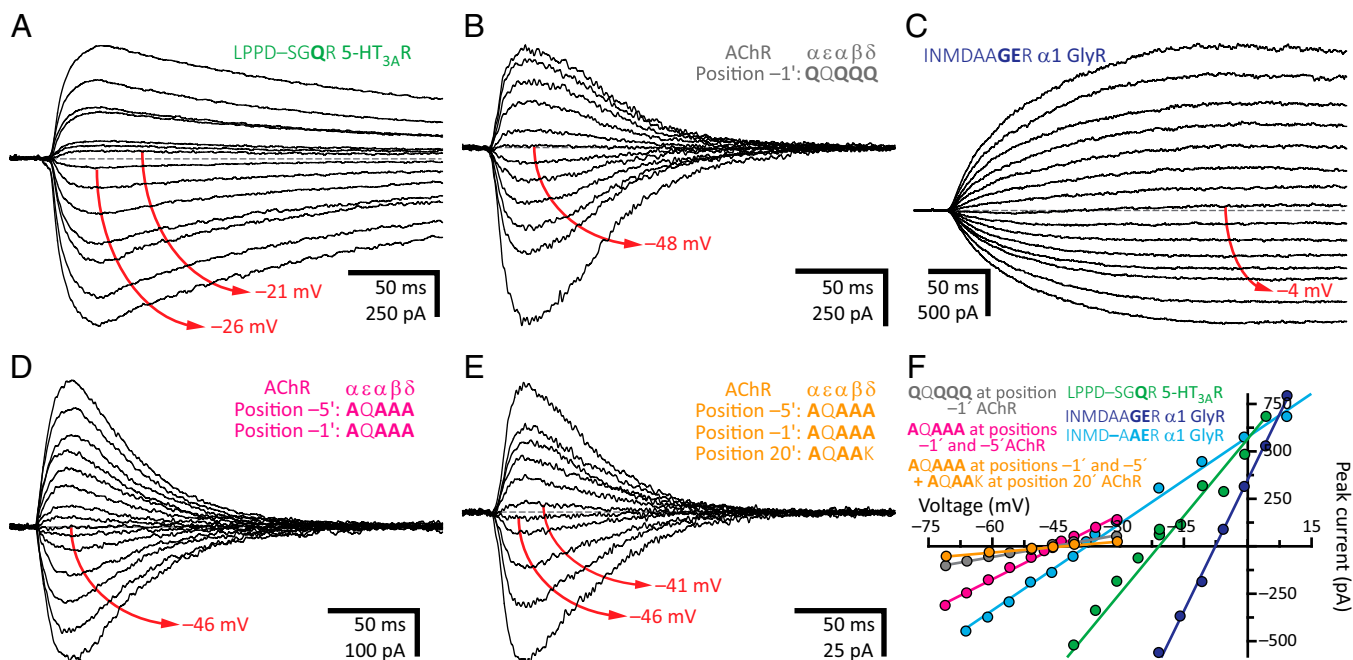 A
LPPD–SGQR 5-HT3AR
–21 mV
–26 mV
50 ms
250 pA
B
AChR αεαβδ
Position –1': QQQQQ
–48 mV
50 ms
250 pA
C
INMDAAGER α1 GlyR
–4 mV
50 ms
500 pA
D
AChR αεαβδ
Position –5': AQAAA
Position –1': AQAAA
–46 mV
50 ms
100 pA
E
AChR αεαβδ
Position –5': AQAAA
Position –1': AQAAA
Position 20': AQAAK
–41 mV
–46 mV
50 ms
25 pA
F
QQQQQ at position
–1´ AChR
AQAAA at positions
–1´ and –5´AChR
AQAAA at positions –1´ and –5´
+ AQAAK at position 20´ AChR
LPPD–SGQR 5-HT3AR
INMDAAGER α1 GlyR
INMD–AAER α1 GlyR
Voltage (mV)
–75 –60 –45 –30 –15 15
750
500
250
–250
–500
Peak current (pA)